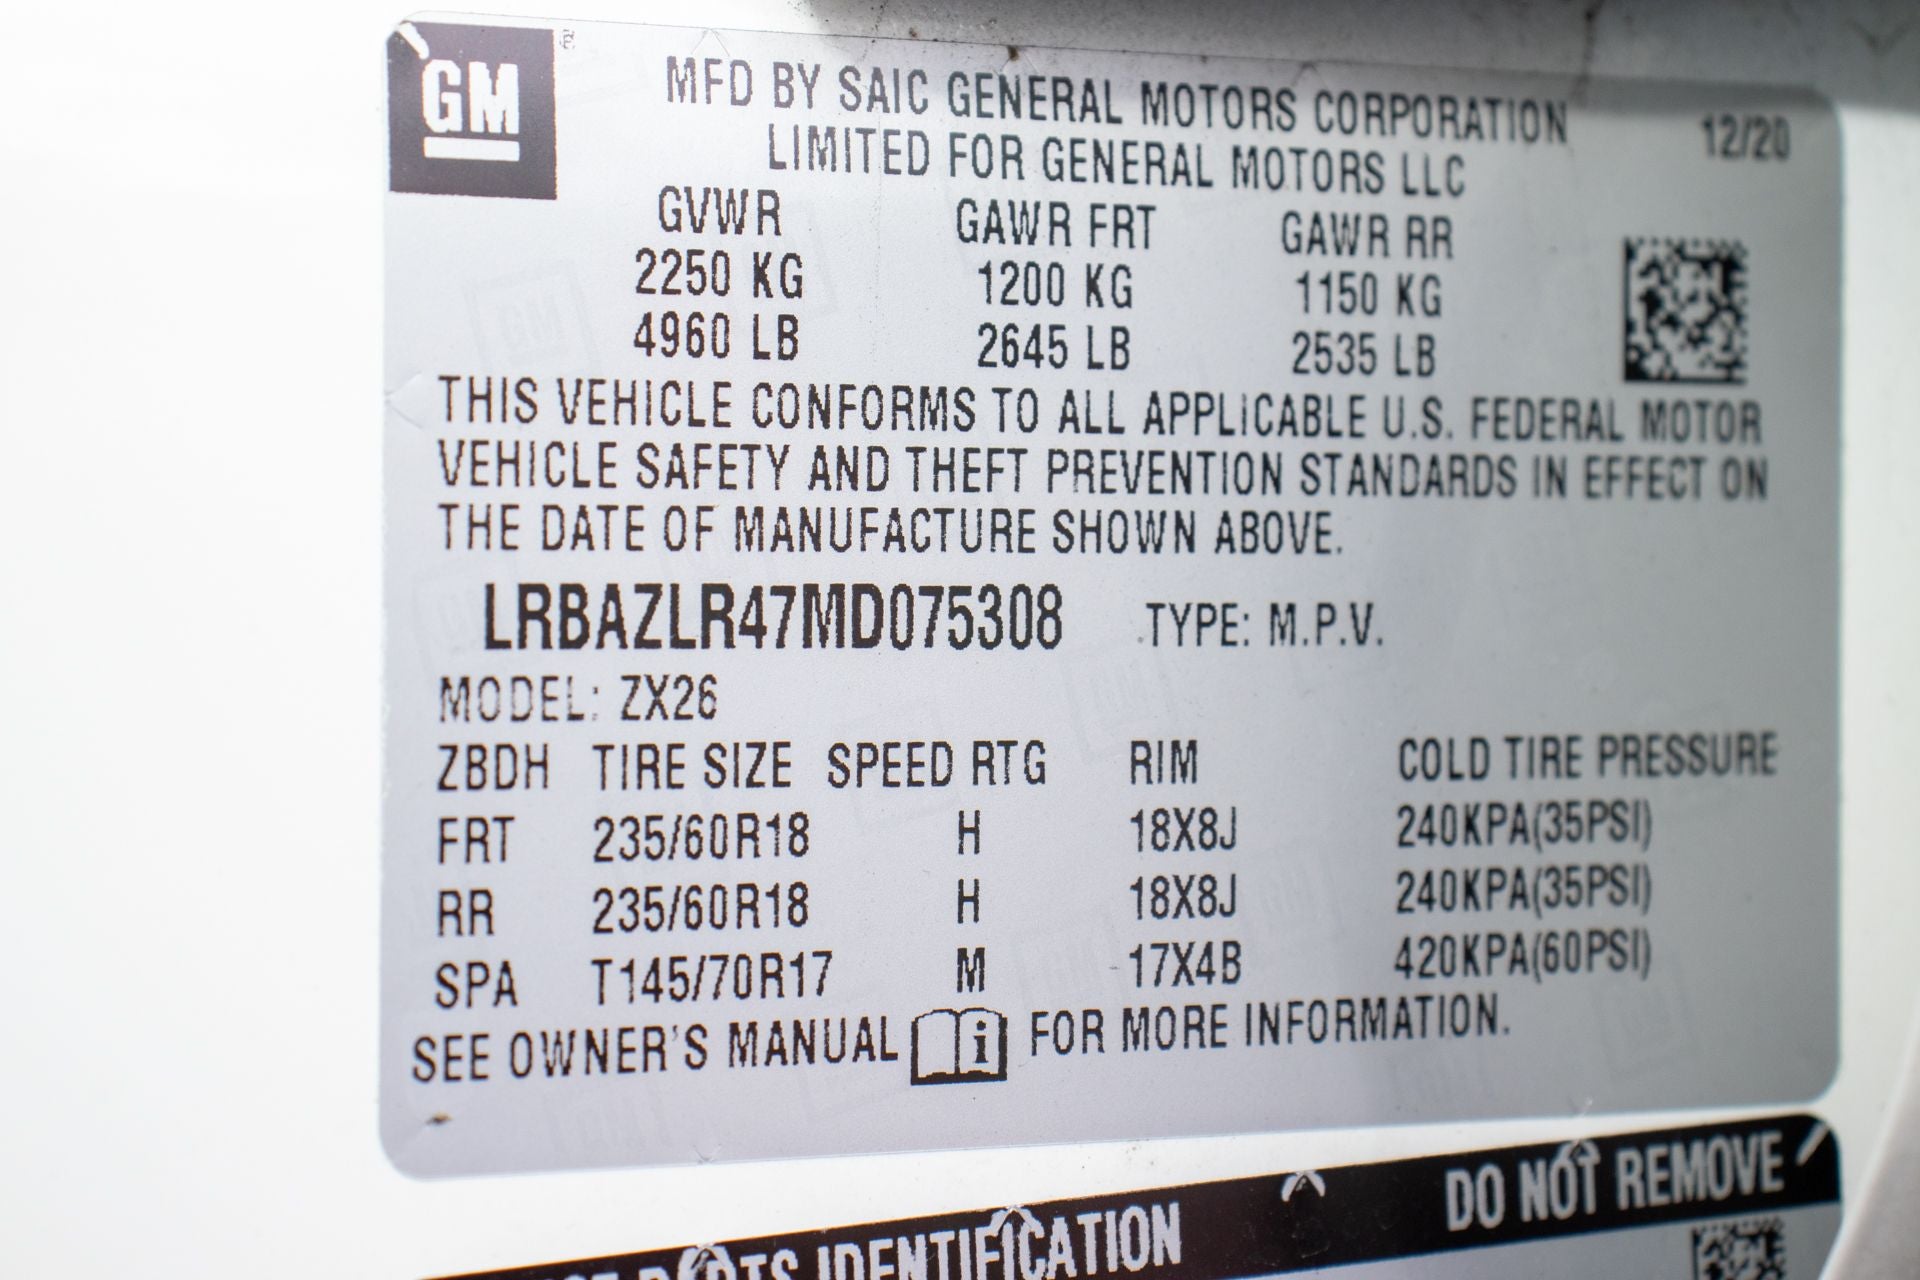 GM
MFD BY SAIC GENERAL MOTORS CORPORATION
LIMITED FOR GENERAL MOTORS LLC
12/20
GVWR GAWR FRT GAWR RR
2250 KG 1200 KG 1150 KG
4960 LB 2645 LB 2535 LB
THIS VEHICLE CONFORMS TO ALL APPLICABLE U.S. FEDERAL MOTOR
VEHICLE SAFETY AND THEFT PREVENTION STANDARDS IN EFFECT ON
THE DATE OF MANUFACTURE SHOWN ABOVE.
LRBAZLR47MD075308 TYPE: M.P.V.
MODEL: ZX26
ZBDH TIRE SIZE SPEED RTG RIM COLD TIRE PRESSURE
FRT 235/60R18 H 18X8J 240KPA(35PSI)
RR 235/60R18 H 18X8J 240KPA(35PSI)
SPA T145/70R17 M 17X4B 420KPA(60PSI)
SEE OWNER'S MANUAL i FOR MORE INFORMATION.
DO NOT REMOVE
IDENTIFICATION